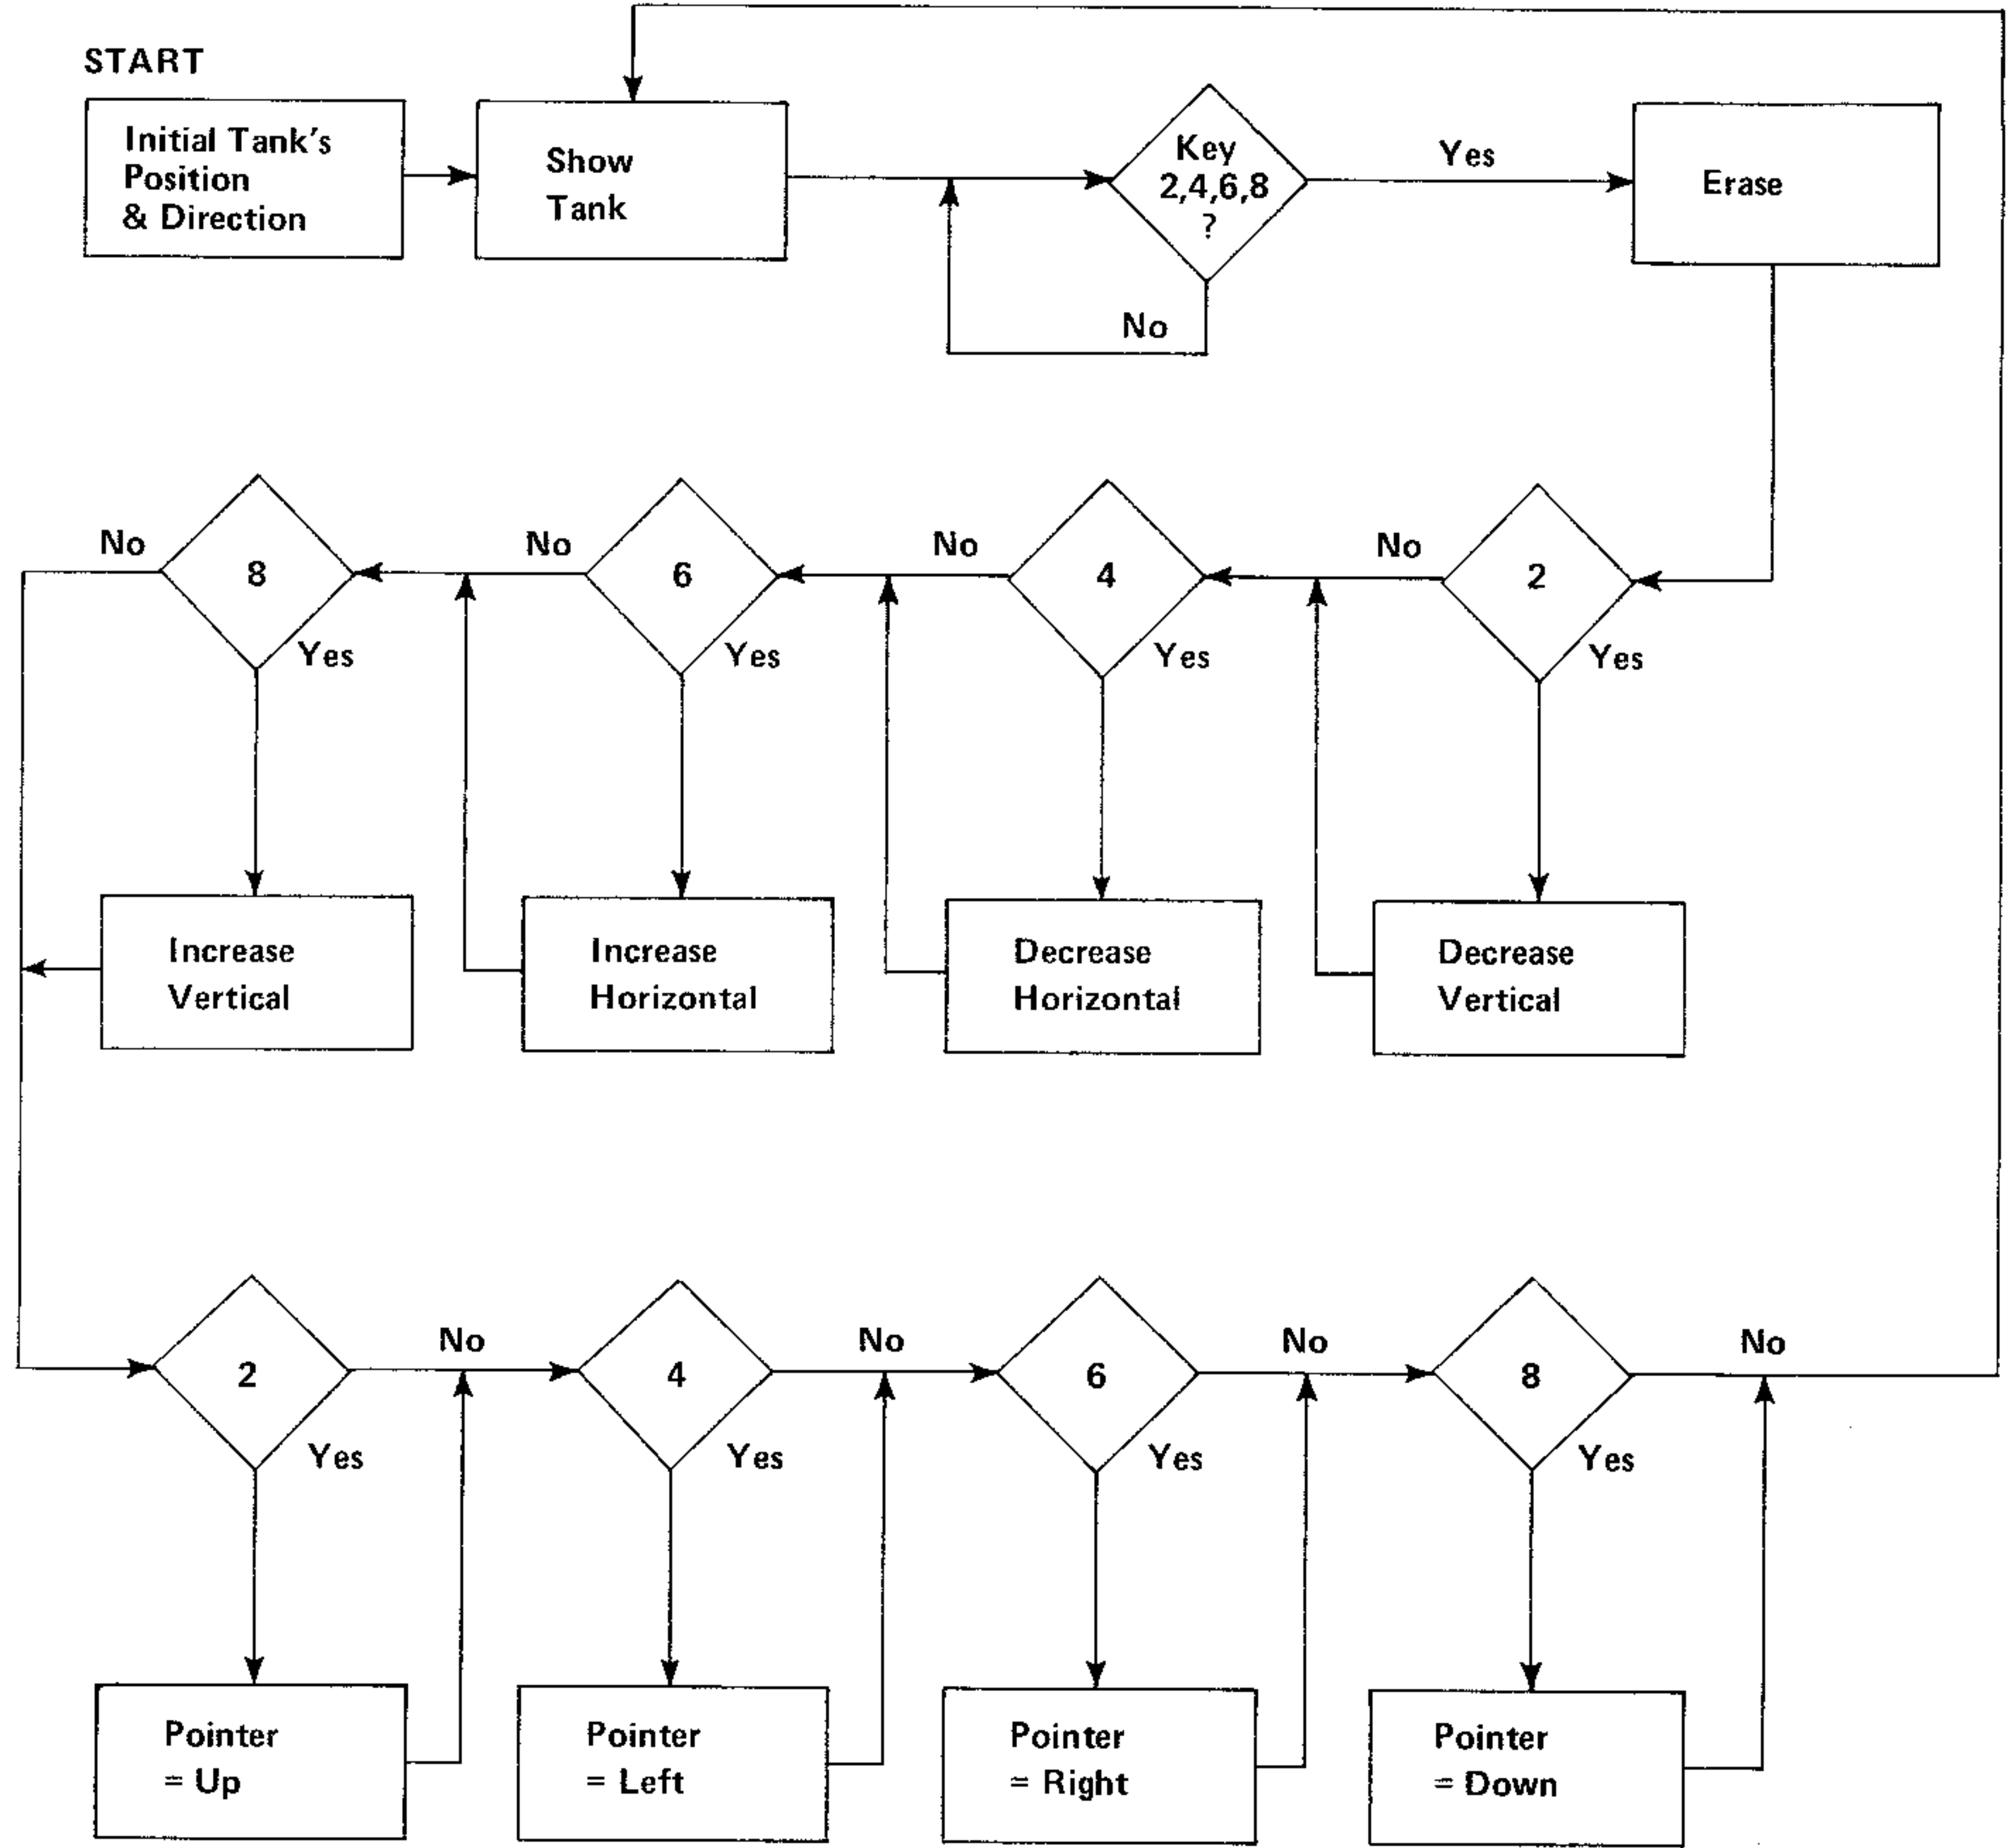 START
Initial Tank's
Position
& Direction
Show
Tank
Key
2,4,6,8
?
Yes
No
Erase
No
8
Yes
No
6
Yes
No
4
Yes
No
2
Yes
Increase
Vertical
Increase
Horizontal
Decrease
Horizontal
Decrease
Vertical
2
No
Yes
4
No
Yes
6
No
Yes
8
No
Yes
Pointer
= Up
Pointer
= Left
Pointer
= Right
Pointer
= Down